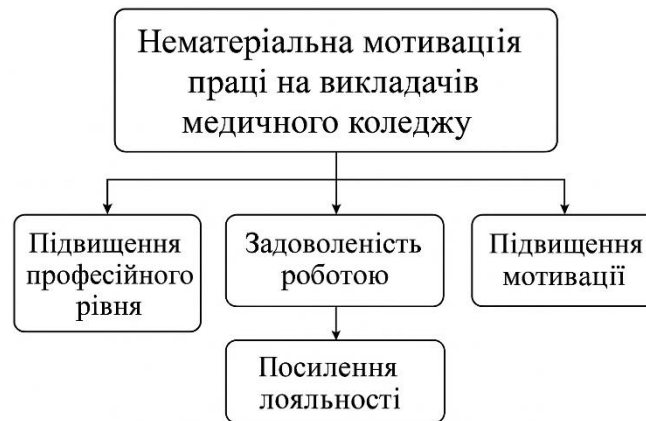 Нематеріальна мотивація
праці на викладачів
медичного коледжу
Підвищення
професійного
рівня
Задоволеність
роботою
Підвищення
мотивації
Посилення
лояльності